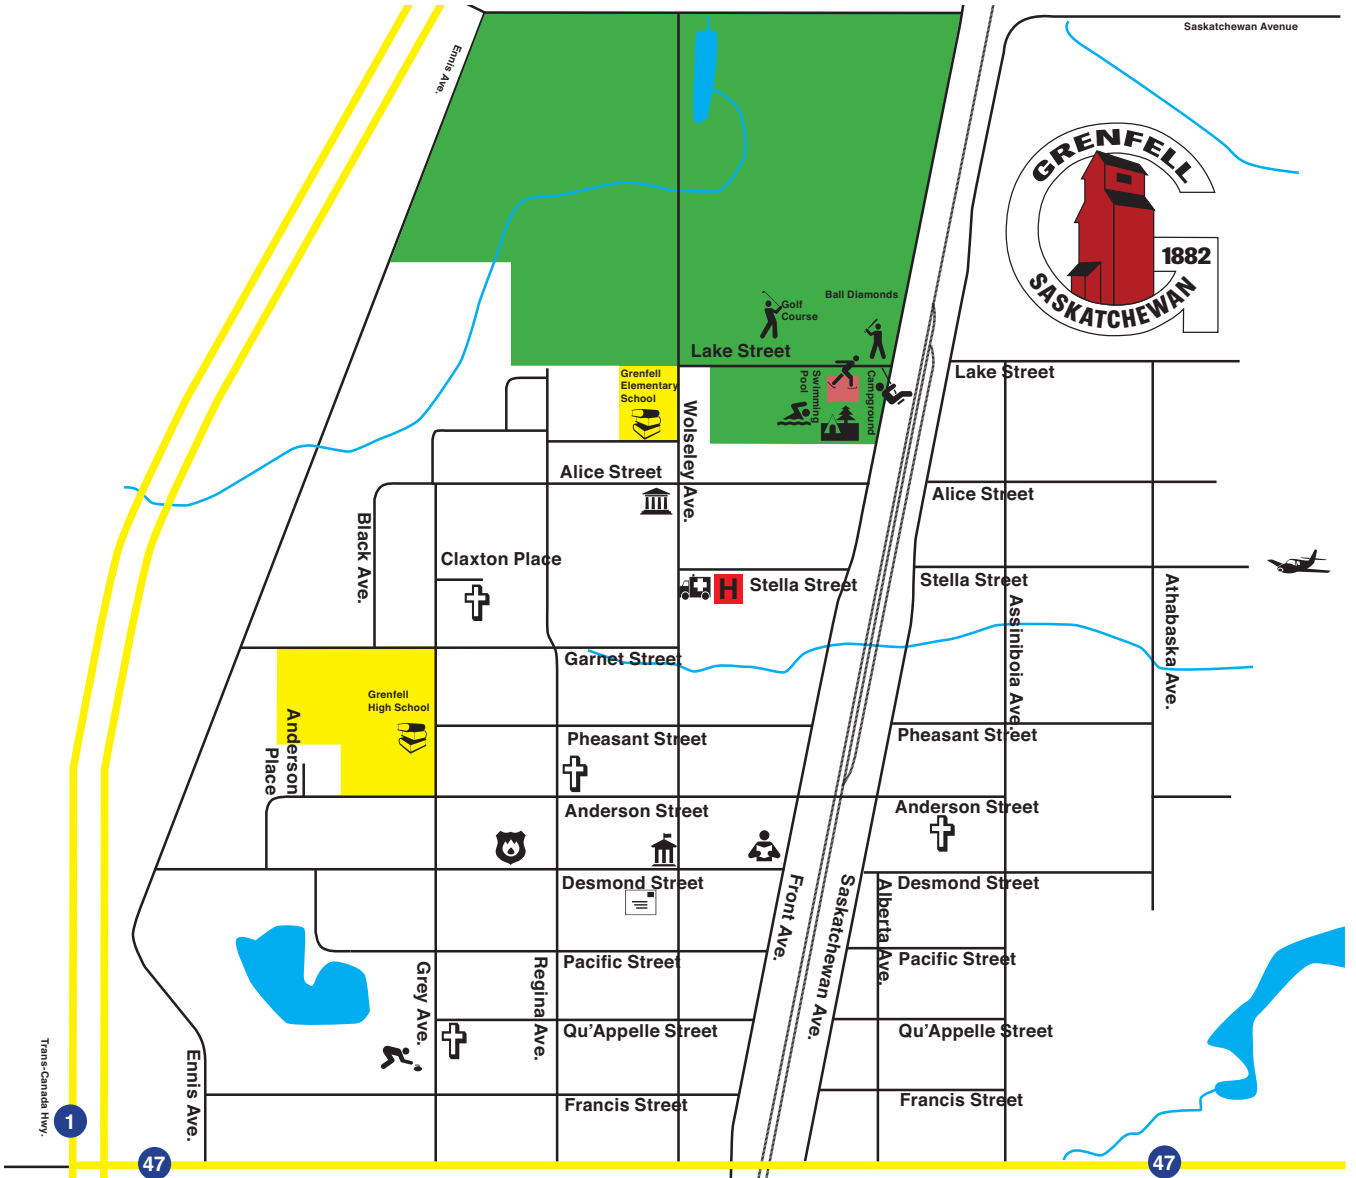 Saskatchewan Avenue
Ennis Ave.
GRENFELL
1882
SASKATCHEWAN
Golf
Course
Ball Diamonds
Lake Street
Lake Street
Grenfell
Elementary
School
Swimming
Pool
Campground
Wolseley Ave.
Alice Street
Alice Street
Black Ave.
Claxton Place
H
Stella Street
Stella Street
Assiniboia Ave.
Athabaska Ave.
Garnet Street
Grenfell
High School
Anderson
Place
Pheasant Street
Pheasant Street
Anderson Street
Anderson Street
Desmond Street
Desmond Street
Front Ave.
Saskatchewan Ave.
Alberta Ave.
Pacific Street
Pacific Street
Grey Ave.
Regina Ave.
Qu’Appelle Street
Qu’Appelle Street
Ennis Ave.
Trans-Canada Hwy.
Francis Street
Francis Street
1
47
47